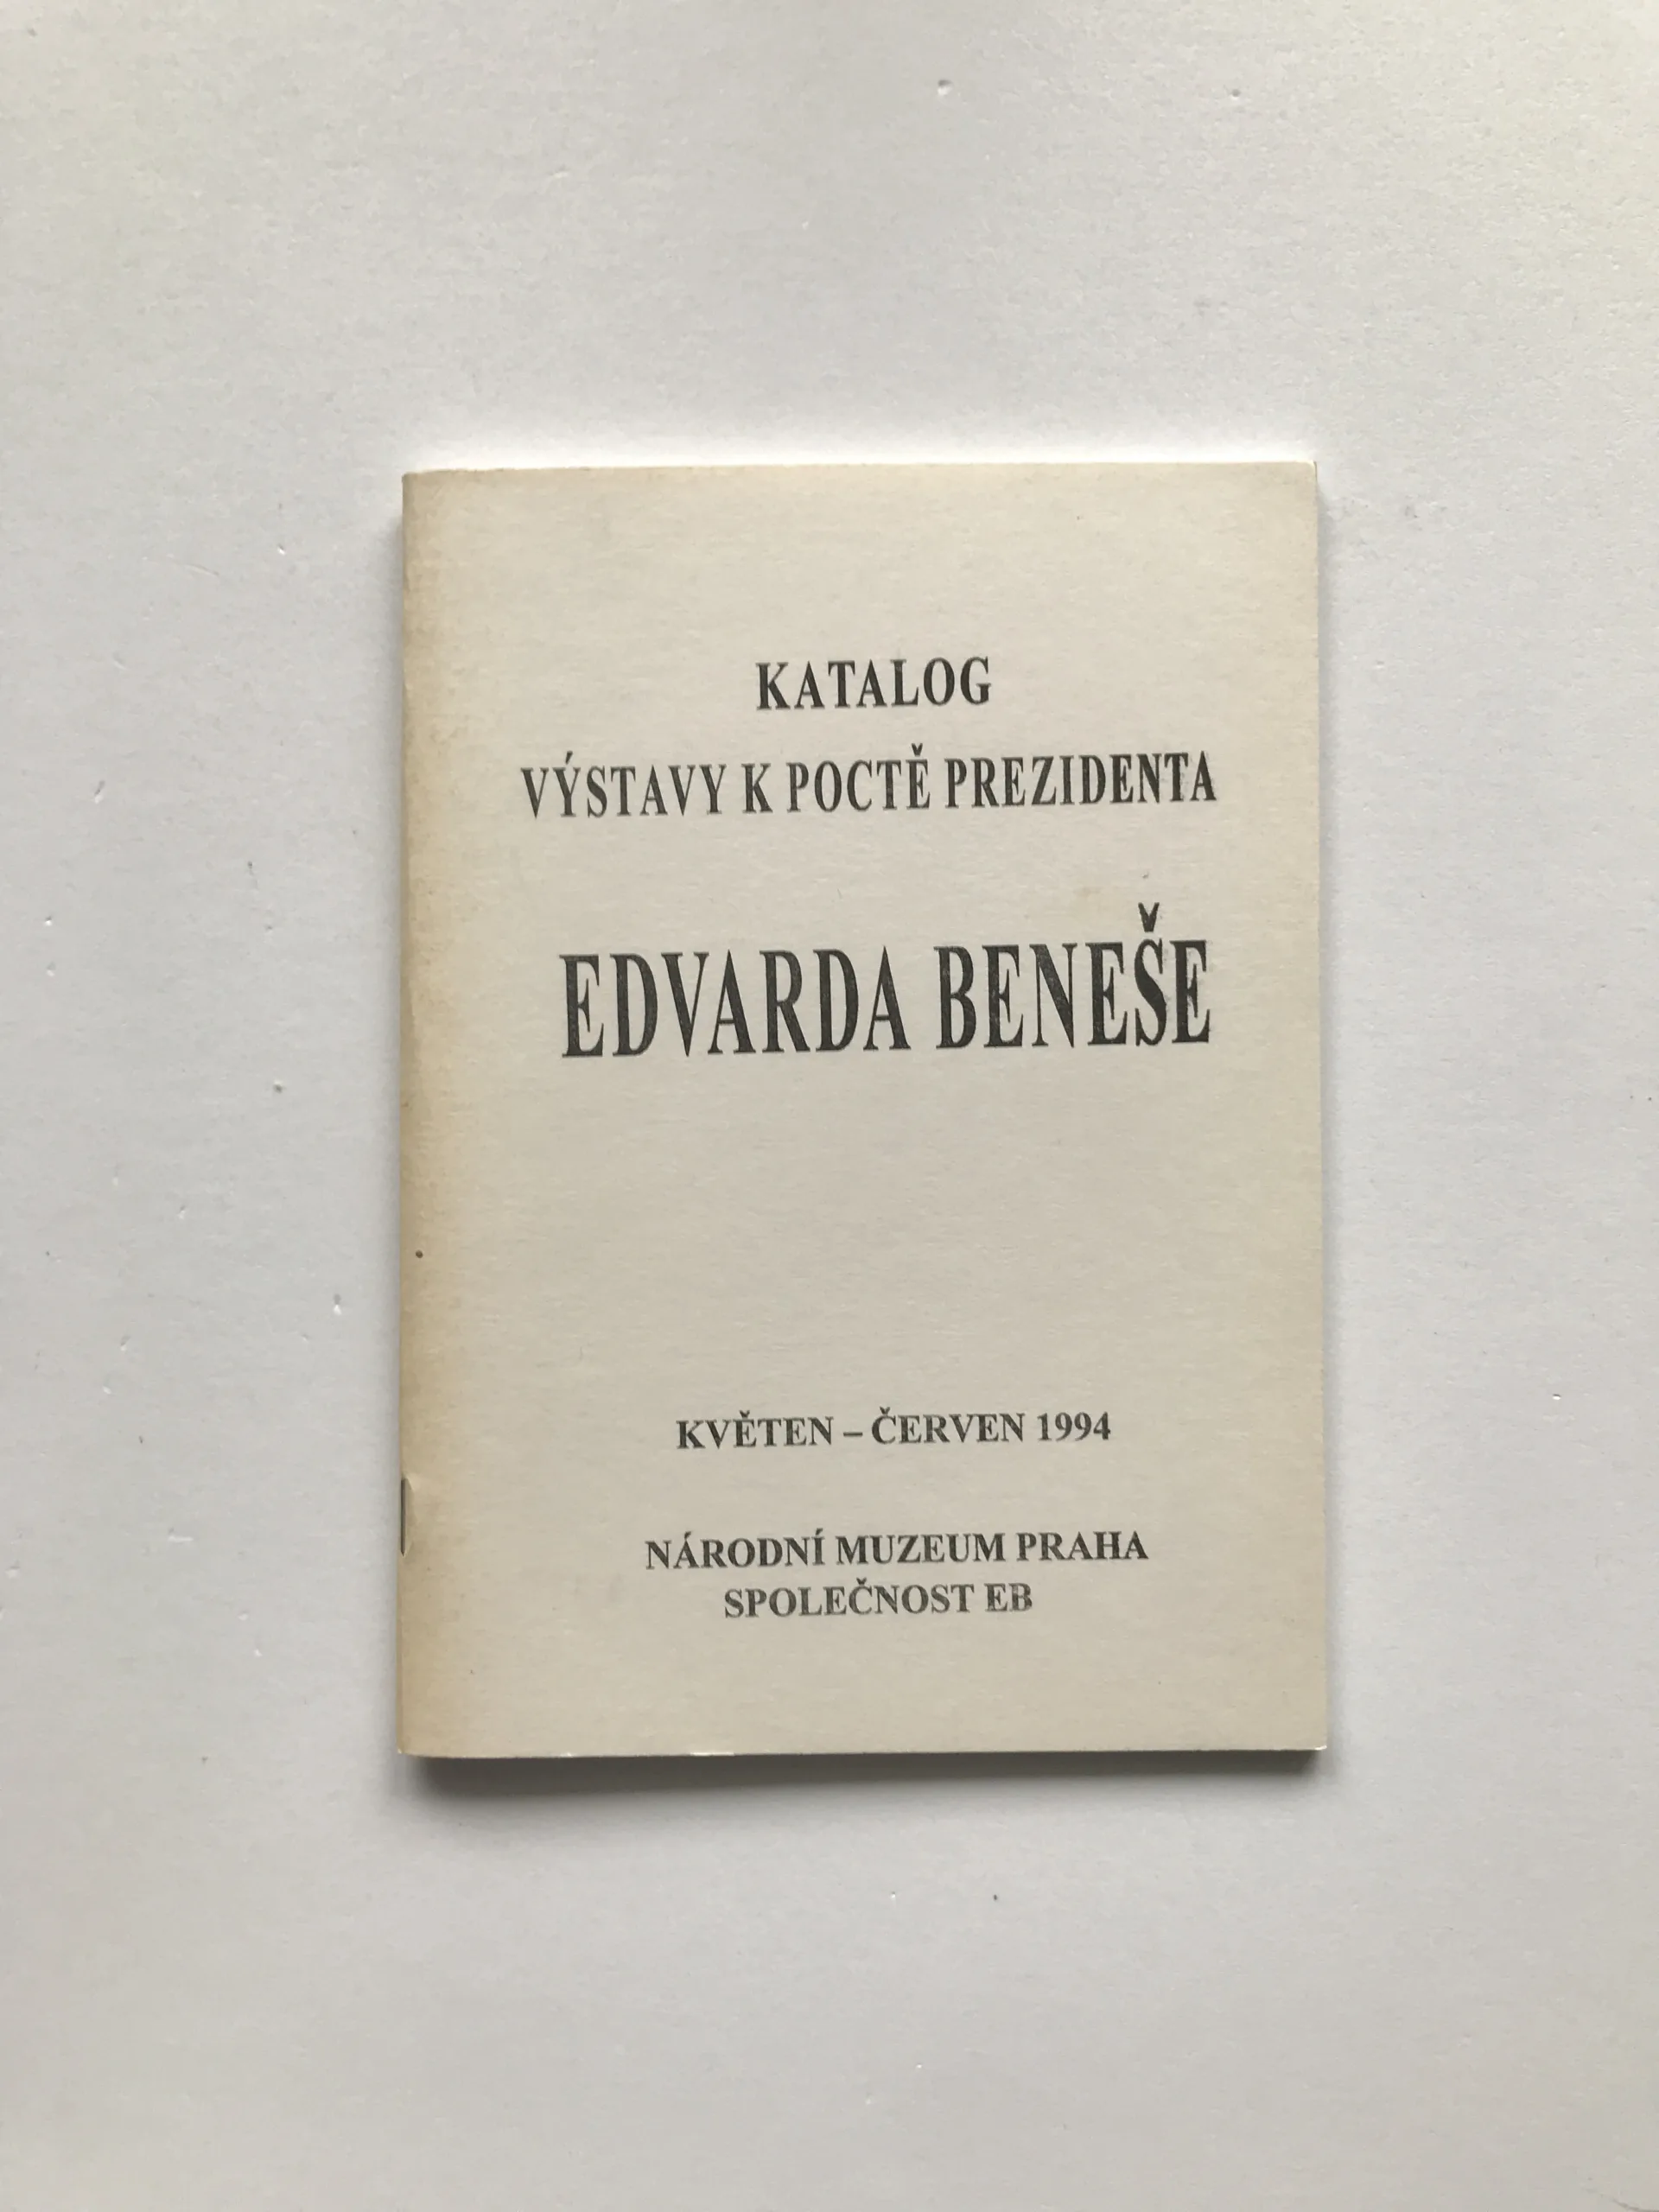 KATALOG
VÝSTAVY K POCTĚ PREZIDENTA
EDVARDA BENEŠE
KVĚTEN – ČERVEN 1994
NÁRODNÍ MUZEUM PRAHA
SPOLEČNOST EB